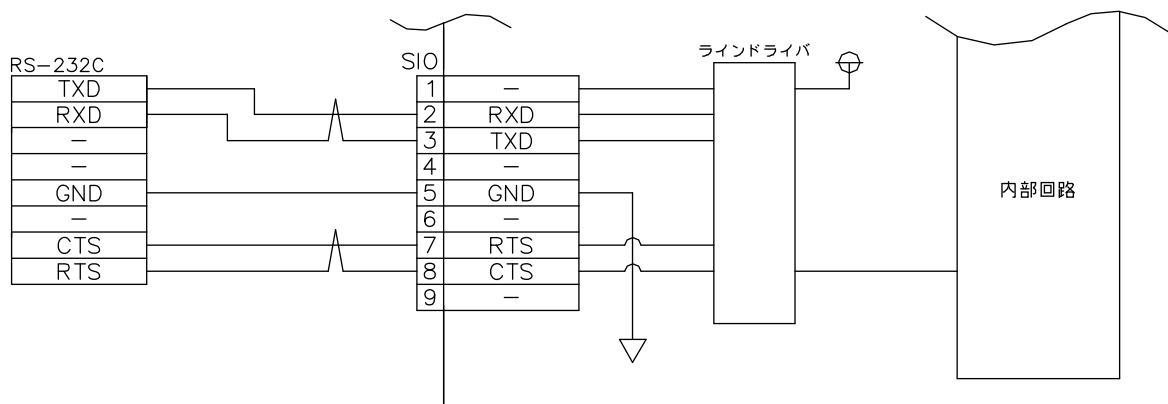 RS-232C
TXD
RXD
-
-
GND
-
CTS
RTS
SIO
1 -
2 RXD
3 TXD
4 -
5 GND
6 -
7 RTS
8 CTS
9 -
ラインドライバ
内部回路